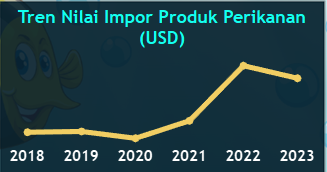 Tren Nilai Impor Produk Perikanan
(USD)
2018 2019 2020 2021 2022 2023